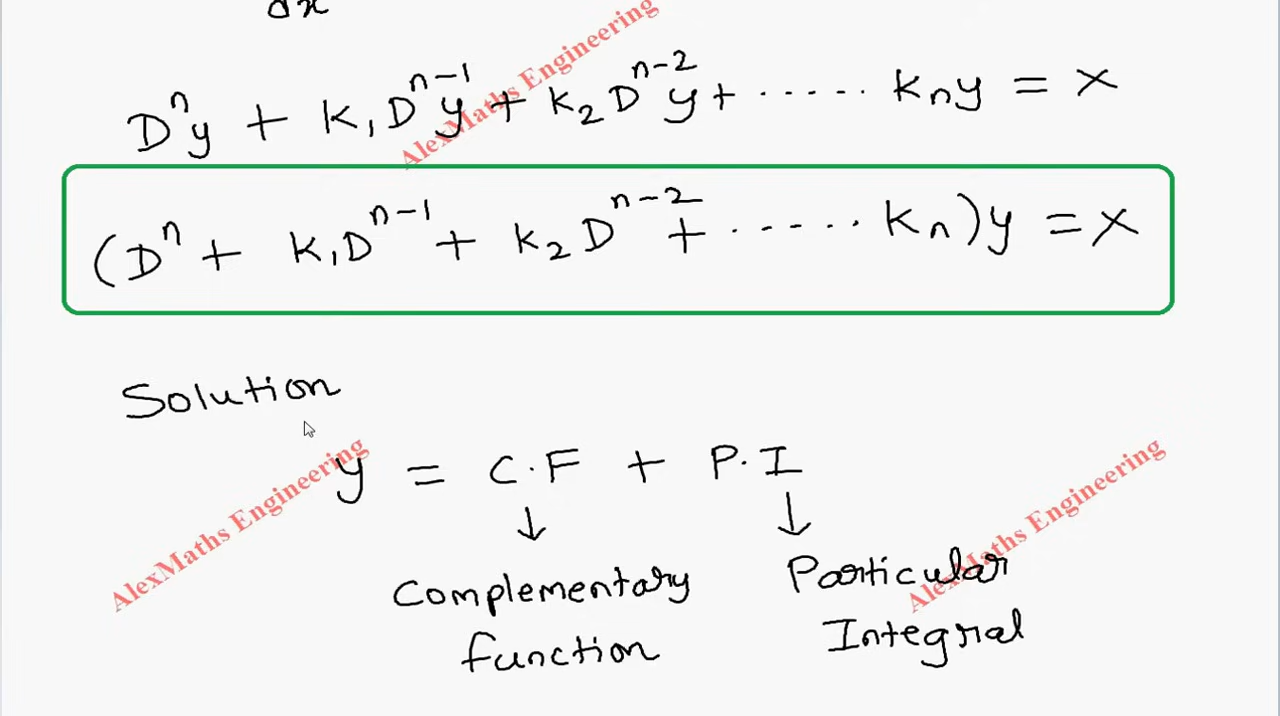 dx
Dⁿy + k₁Dⁿ⁻¹y + k₂Dⁿ⁻²y + ..... kₙy = x
(Dⁿ + k₁Dⁿ⁻¹ + k₂Dⁿ⁻² + ...... kₙ)y = x
Solution
y = C.F + P.I
↓ ↓
Complementary function
Particular Integral
AlexMaths Engineering
AlexMaths Engineering
AlexMaths Engineering